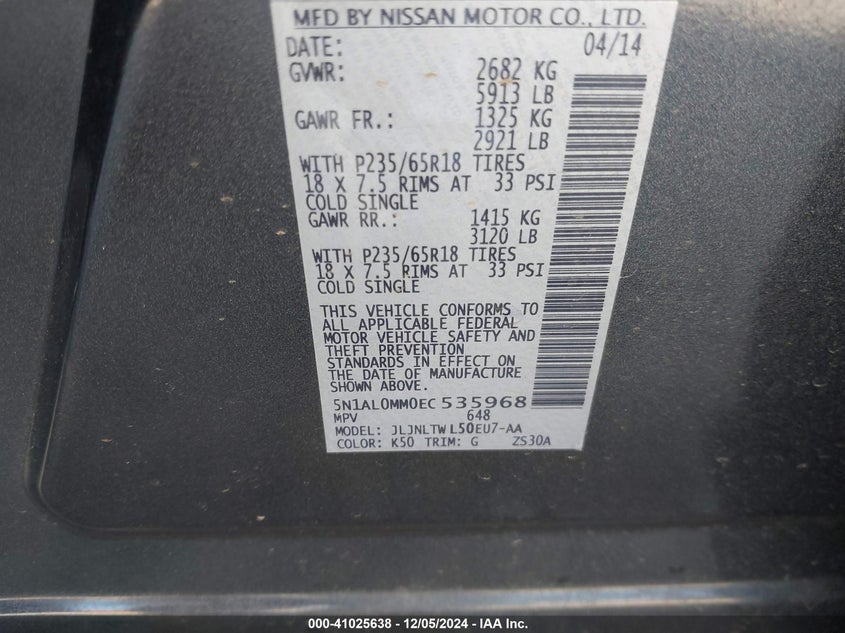 MFD BY NISSAN MOTOR CO., LTD.
DATE: 04/14
GVWR: 2682 KG
5913 LB
GAWR FR.: 1325 KG
2921 LB
WITH P235/65R18 TIRES
18 X 7.5 RIMS AT 33 PSI
COLD SINGLE
GAWR RR.: 1415 KG
3120 LB
WITH P235/65R18 TIRES
18 X 7.5 RIMS AT 33 PSI
COLD SINGLE
THIS VEHICLE CONFORMS TO
ALL APPLICABLE FEDERAL
MOTOR VEHICLE SAFETY AND
THEFT PREVENTION
STANDARDS IN EFFECT ON
THE DATE OF MANUFACTURE
SHOWN ABOVE.
5N1AL0MM0EC535968
MPV 648
MODEL: JLJNLTWL50EU7-AA
COLOR: K50 TRIM: G ZS30A
000-41025638 - 12/05/2024 - IAA Inc.